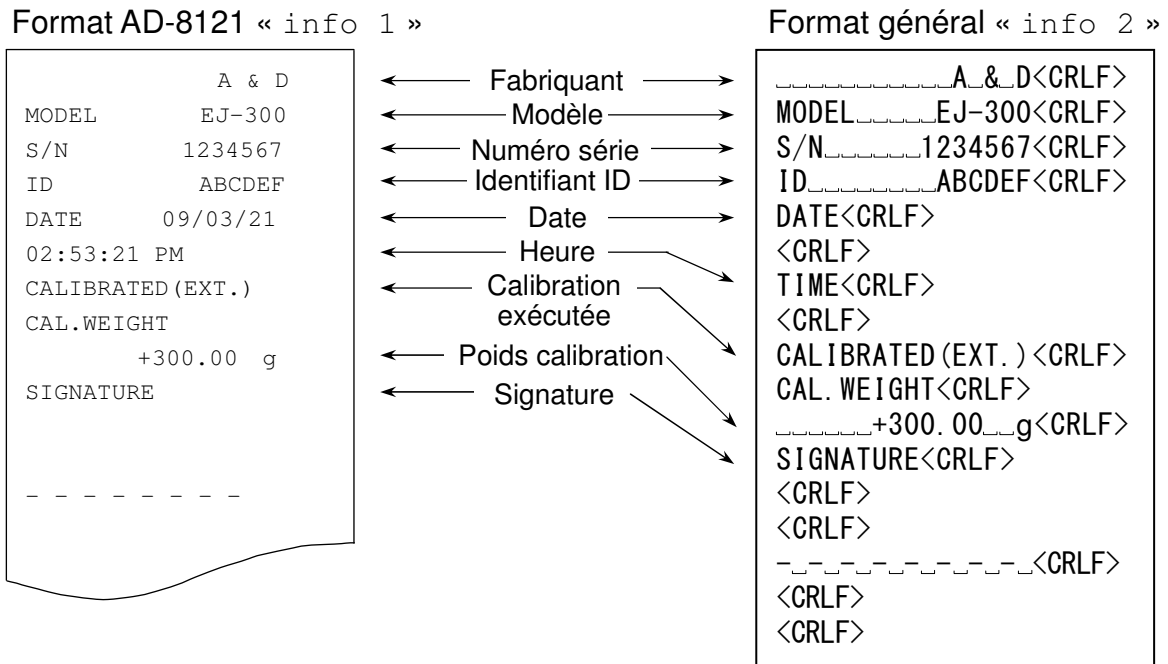 Format AD-8121 « info 1 »
A & D
MODEL EJ-300
S/N 1234567
ID ABCDEF
DATE 09/03/21
02:53:21 PM
CALIBRATED(EXT.)
CAL.WEIGHT
+300.00 g
SIGNATURE
- - - - - - - -
Fabriquant
Modèle
Numéro série
Identifiant ID
Date
Heure
Calibration
exécutée
Poids calibration
Signature
Format général « info 2 »
␣␣␣␣␣␣␣␣␣␣␣A␣&␣D<CRLF>
MODEL␣␣␣␣␣EJ-300<CRLF>
S/N␣␣␣␣␣␣1234567<CRLF>
ID␣␣␣␣␣␣␣␣ABCDEF<CRLF>
DATE<CRLF>
<CRLF>
TIME<CRLF>
<CRLF>
CALIBRATED(EXT.)<CRLF>
CAL.WEIGHT<CRLF>
␣␣␣␣␣␣+300.00␣␣g<CRLF>
SIGNATURE<CRLF>
<CRLF>
<CRLF>
-␣-␣-␣-␣-␣-␣-␣-␣<CRLF>
<CRLF>
<CRLF>